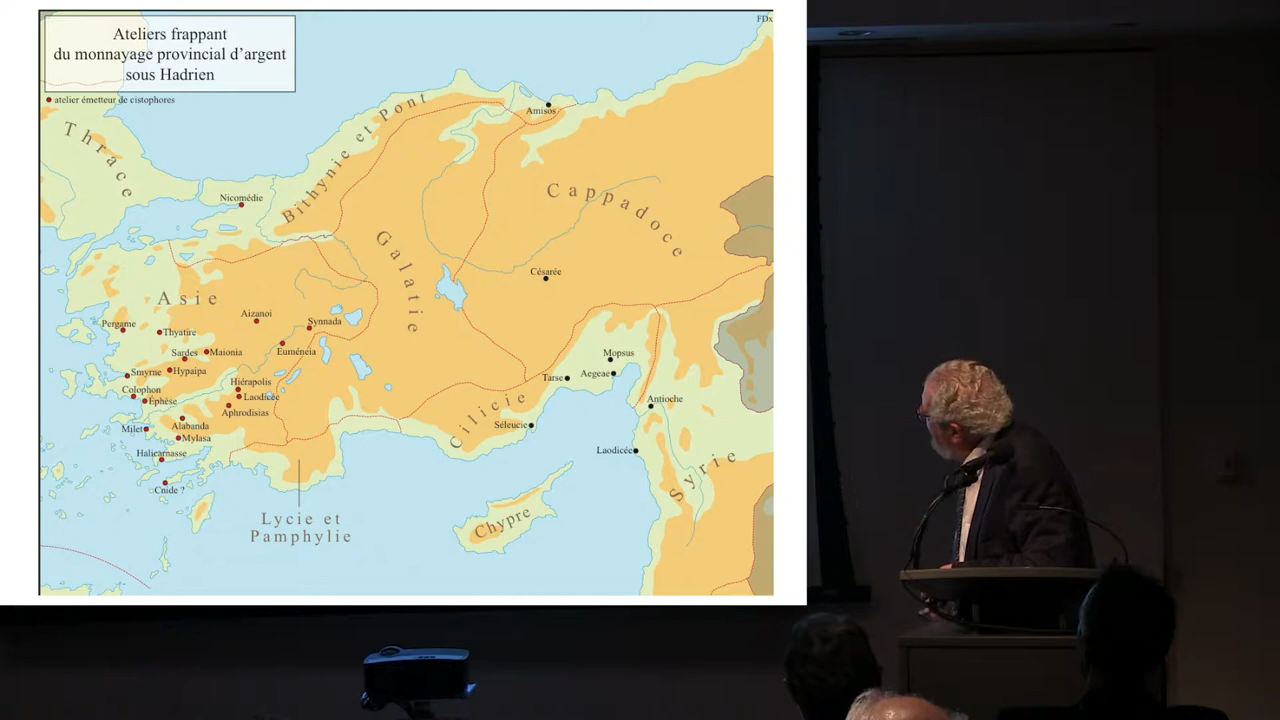 Ateliers frappant
du monnayage provincial d'argent
sous Hadrien
FDx
atelier émetteur de cistophores
Thrace
Bithynie et Pont
Amisos
Nicomédie
Cappadoce
Galatie
Césarée
Asie
Aizanoi
Synnada
Pergame
Thyatire
Euméneia
Sardes
Maionia
Mopsus
Smyrne
Hypaipa
Hiérapolis
Tarse
Aegeae
Colophon
Ephèse
Laodicée
Antioche
Aphrodisias
Cilicie
Milet
Alabanda
Séleucie
Mylasa
Halicarnasse
Laodicée
Syrie
Cnide ?
Lycie et
Pamphylie
Chypre